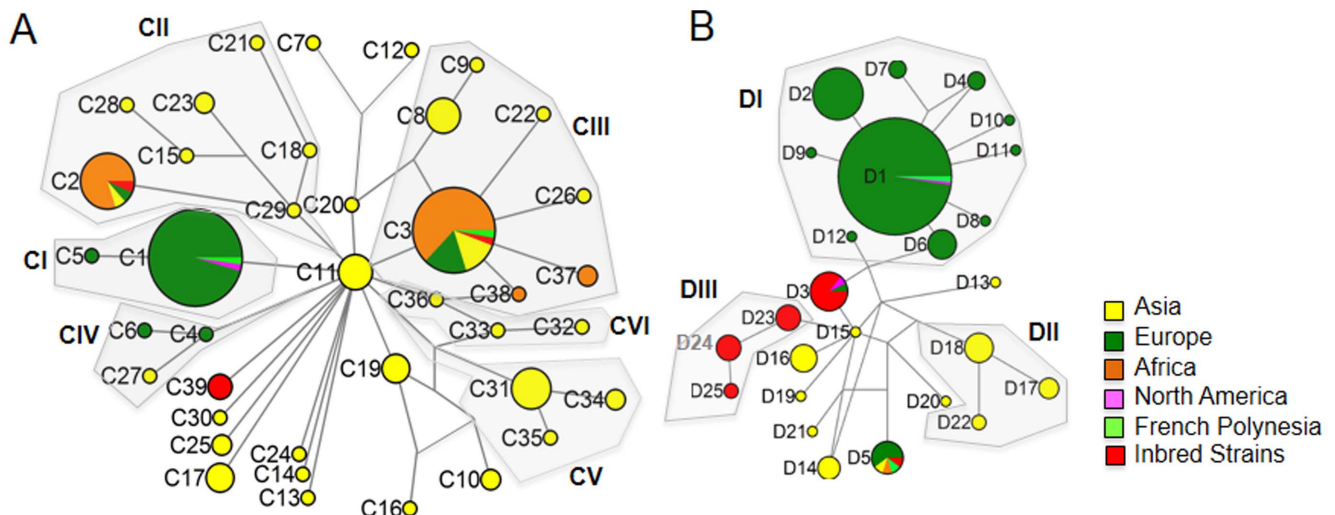 A
CII
C21
C7
C12
C9
C28
C23
C8
C22
CIII
C15
C18
C2
C26
C29
C20
C3
CI
C5
C1
C11
C37
C36
C38
CIV
C6
C4
C33
C32
CVI
C27
C19
C39
C31
C34
C30
C25
C35
C24
C17
C14
C13
C10
CV
C16
B
D7
D4
DI
D2
D10
D9
D11
D1
D8
D12
D6
D13
DIII
D3
D23
D15
DII
D24
D16
D18
D25
D17
D19
D20
D22
D21
D14
D5
Asia
Europe
Africa
North America
French Polynesia
Inbred Strains